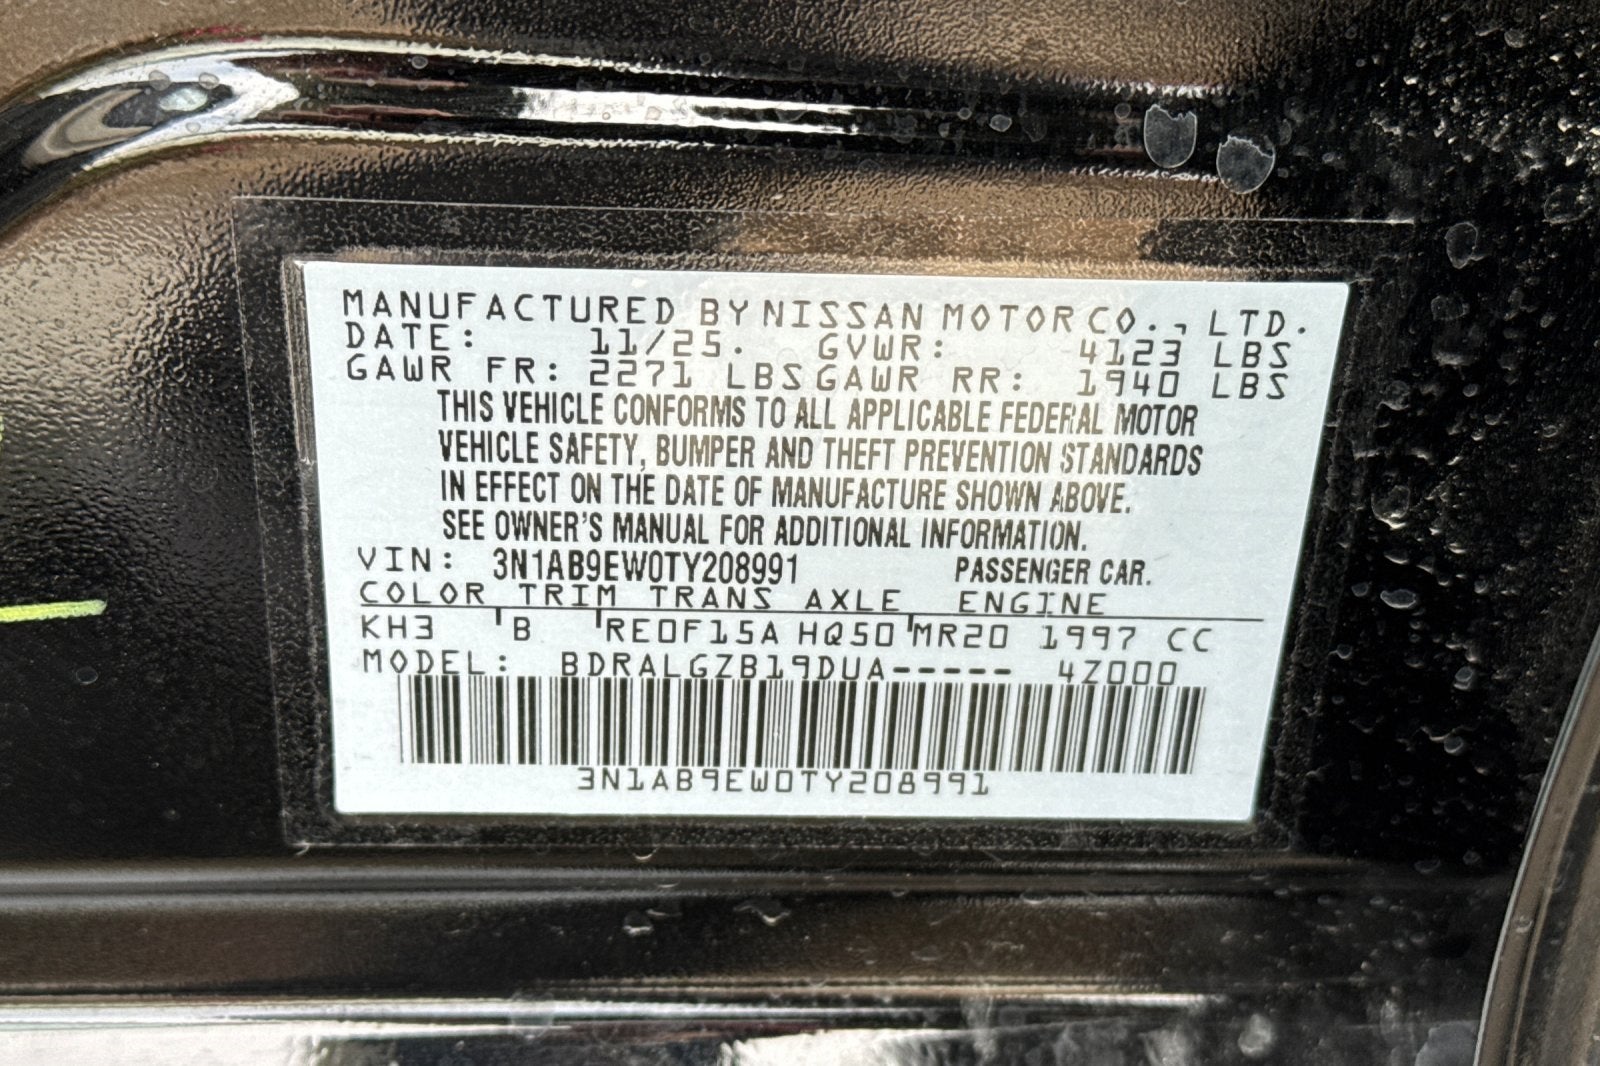 MANUFACTURED BY NISSAN MOTOR CO., LTD.
DATE: 11/25. GVWR: 4123 LBS
GAWR FR: 2271 LBS GAWR RR: 1940 LBS
THIS VEHICLE CONFORMS TO ALL APPLICABLE FEDERAL MOTOR
VEHICLE SAFETY, BUMPER AND THEFT PREVENTION STANDARDS
IN EFFECT ON THE DATE OF MANUFACTURE SHOWN ABOVE.
SEE OWNER'S MANUAL FOR ADDITIONAL INFORMATION.
VIN: 3N1AB9EW0TY208991 PASSENGER CAR.
COLOR TRIM TRANS AXLE ENGINE
KH3 B RE0F15A HQ50 MR20 1997 CC
MODEL: BDRALGZB19DUA----- 4Z000
3N1AB9EW0TY208991